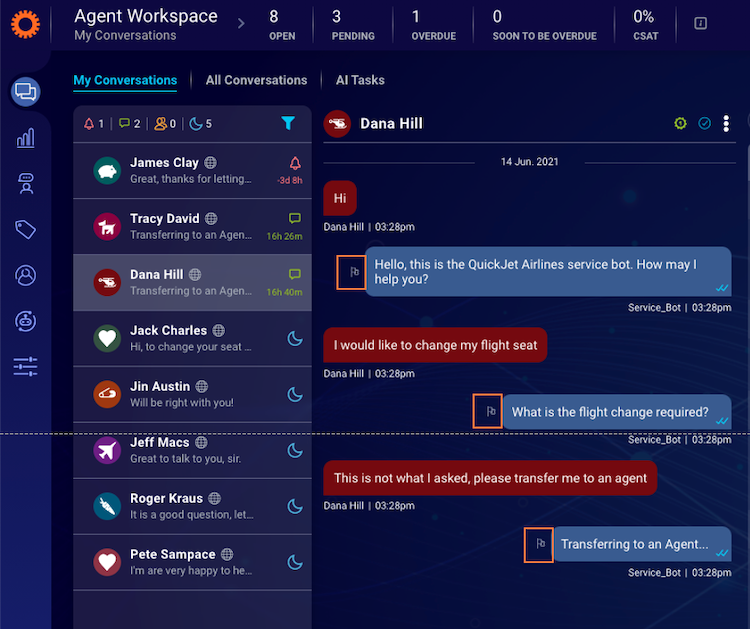 Agent Workspace
My Conversations
8
OPEN
3
PENDING
1
OVERDUE
0
SOON TO BE OVERDUE
0%
CSAT
My Conversations
All Conversations
AI Tasks
1
2
0
5
James Clay
Great, thanks for letting...
-3d 8h
Tracy David
Transferring to an Agen...
16h 26m
Dana Hill
Transferring to an Agen...
16h 40m
Jack Charles
Hi, to change your seat ...
Jin Austin
Will be right with you!
Jeff Macs
Great to talk to you, sir.
Roger Kraus
It is a good question, let...
Pete Sampace
I'm are very happy to he...
Dana Hill
14 Jun. 2021
Hi
Dana Hill | 03:28pm
Hello, this is the QuickJet Airlines service bot. How may I
help you?
Service_Bot | 03:28pm
I would like to change my flight seat
Dana Hill | 03:28pm
What is the flight change required?
Service_Bot | 03:28pm
This is not what I asked, please transfer me to an agent
Dana Hill | 03:28pm
Transferring to an Agent...
Service_Bot | 03:28pm